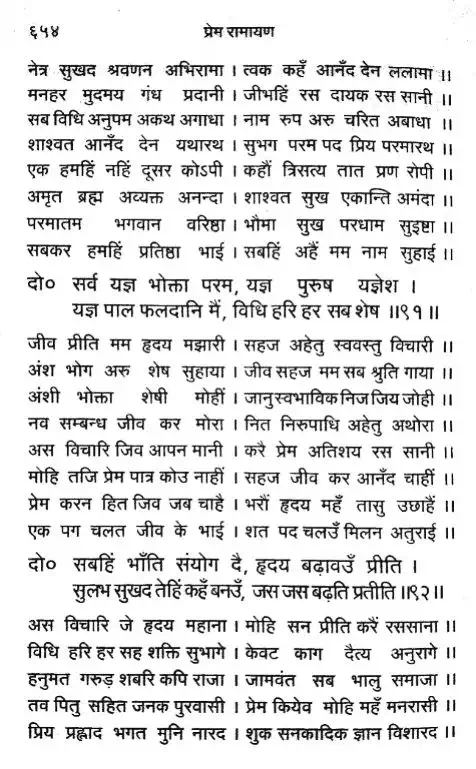 ६५४ प्रेम रामायण
नेत्र सुखद श्रवणन अभिरामा । त्वक कहँ आनँद देन ललामा ॥
मनहर मुदमय गंध प्रदानी । जीभहिं रस दायक रस सानी ॥
सब विधि अनुपम अकथ अगाधा । नाम रुप अरु चरित अबाधा ॥
शाश्वत आनँद देन यथारथ । सुभग परम पद प्रिय परमारथ ॥
एक हमहिं नहिं दूसर कोऽपी । कहौं त्रिसत्य तात प्रण रोपी ॥
अमृत ब्रह्म अव्यक्त अनन्दा । शाश्वत सुख एकान्ति अमंदा ॥
परमातम भगवान वरिष्ठा । भौमा सुख परधाम सुइष्टा ॥
सबकर हमहिं प्रतिष्ठा भाई । सबहिं अहैं मम नाम सुहाई ॥
दो० सर्व यज्ञ भोक्ता परम, यज्ञ पुरुष यज्ञेश ।
यज्ञ पाल फलदानि मैं, विधि हरि हर सब शेष ॥९१॥
जीव प्रीति मम हृदय मझारी । सहज अहेतु स्ववस्तु विचारी ॥
अंश भोग अरु शेष सुहाया । जीव सहज मम सब श्रुति गाया ॥
अंशी भोक्ता शेषी मोहीं । जानु स्वभाविक निज जिय जोही ॥
नव सम्बन्ध जीव कर मोरा । नित निरुपाधि अहेतु अथोरा ॥
अस विचारि जिव आपन मानी । करै प्रेम अतिशय रस सानी ॥
मोहि तजि प्रेम पात्र कोउ नाहीं । सहज जीव कर आनँद चाहीं ॥
प्रेम करन हित जिव जब चाहै । भरौं हृदय महँ तासु उछाहैं ॥
एक पग चलत जीव के भाई । शत पद चलउँ मिलन अतुराई ॥
दो० सबहिं भाँति संयोग दै, हृदय बढ़ावउँ प्रीति ।
सुलभ सुखद तेहिं कहँ बनउँ, जस जस बढ़ति प्रतीति ॥९२॥
अस विचारि जे हृदय महाना । मोहि सन प्रीति करैं रससाना ॥
विधि हरि हर सह शक्ति सुभागे । केवट काग दैत्य अनुरागे ॥
हनुमत गरुड़ शबरि कपि राजा । जामवंत सब भालु समाजा ॥
तव पितु सहित जनक पुरवासी । प्रेम कियेव मोहि महँ मनरासी ॥
प्रिय प्रह्लाद भगत मुनि नारद । शुक सनकादिक ज्ञान विशारद ॥